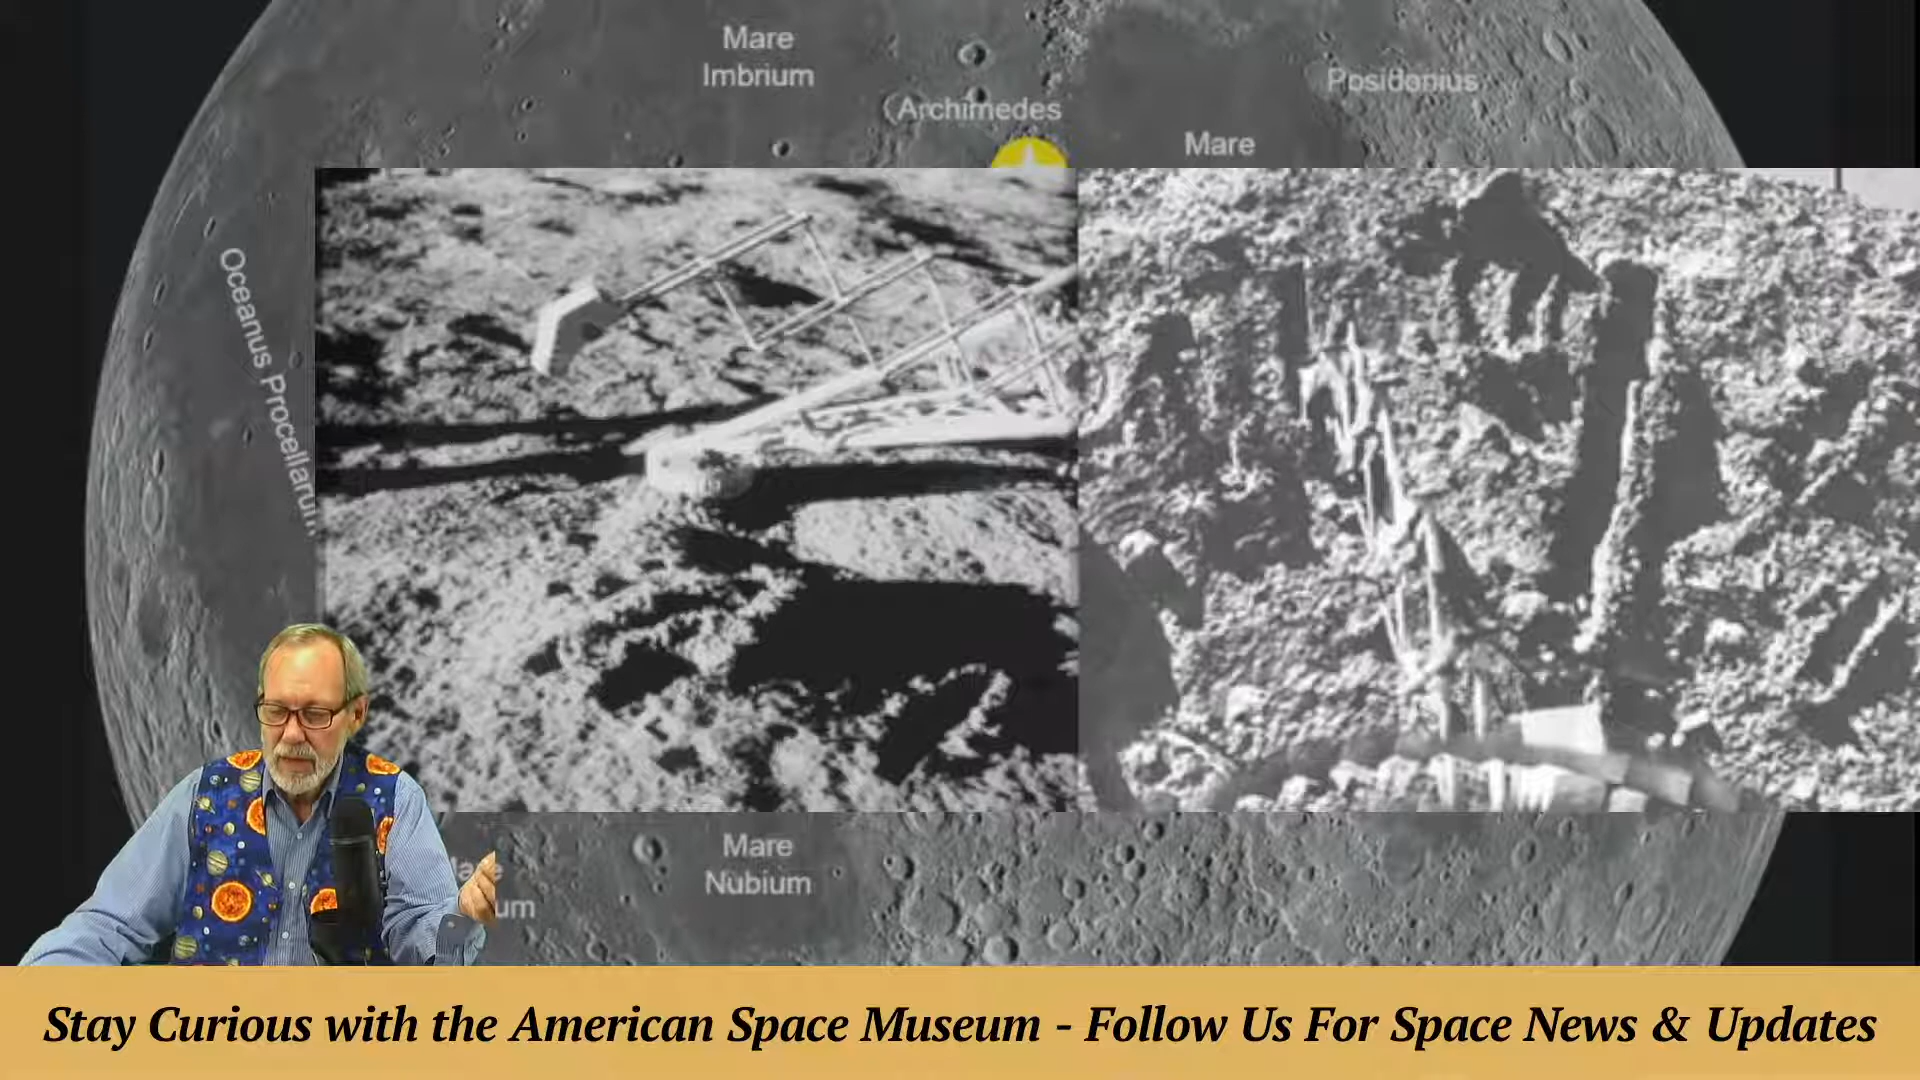 Mare
Imbrium
Archimedes
Posidonius
Mare
Oceanus Procellarum
Mare
Nubium
um
Stay Curious with the American Space Museum - Follow Us For Space News & Updates